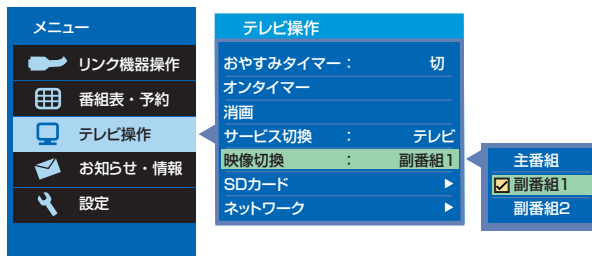 メニュー
リンク機器操作
番組表・予約
テレビ操作
お知らせ・情報
設定
テレビ操作
おやすみタイマー： 切
オンタイマー
消画
サービス切換 ： テレビ
映像切換 ： 副番組1
SDカード
ネットワーク
主番組
副番組1
副番組2